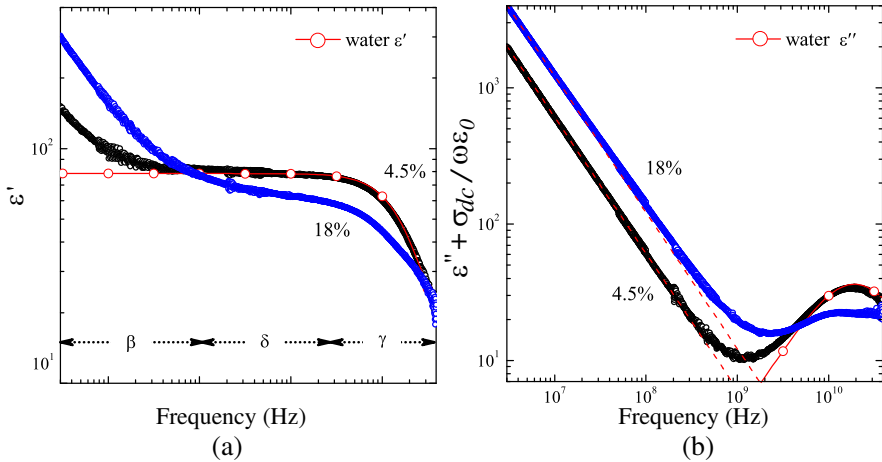 water ε'
10²
4.5%
ε'
18%
10¹
β
δ
γ
Frequency (Hz)
(a)
water ε''
10³
18%
ε'' + σdc / ωε0
10²
4.5%
10¹
10⁷
10⁸
10⁹
10¹⁰
Frequency (Hz)
(b)